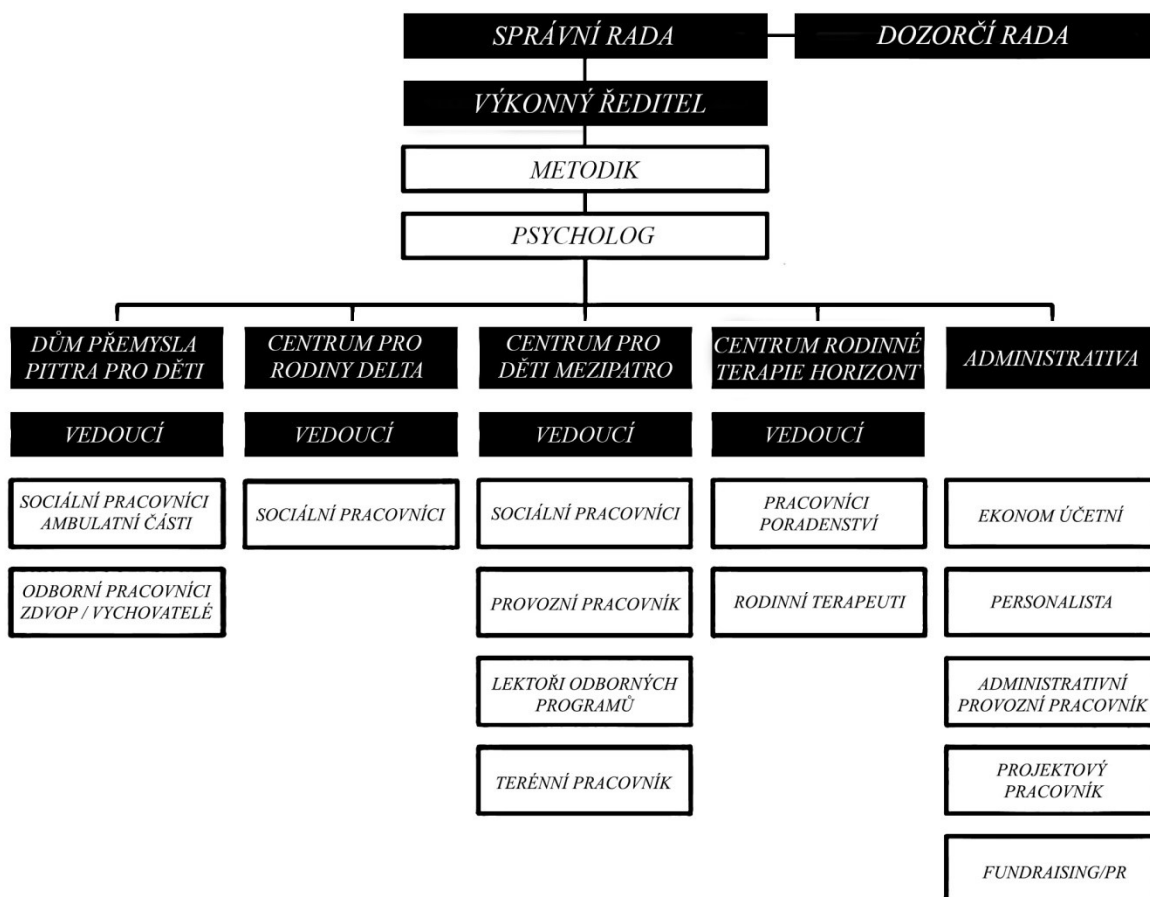 SPRÁVNÍ RADA
DOZORČÍ RADA
VÝKONNÝ ŘEDITEL
METODIK
PSYCHOLOG
DŮM PŘEMYSLA
PITTRA PRO DĚTI
VEDOUCÍ
SOCIÁLNÍ PRACOVNÍCI
AMBULATNÍ ČÁSTI
ODBORNÍ PRACOVNÍCI
ZDVOP / VYCHOVATELÉ
CENTRUM PRO
RODINY DELTA
VEDOUCÍ
SOCIÁLNÍ PRACOVNÍCI
CENTRUM PRO
DĚTI MEZIPATRO
VEDOUCÍ
SOCIÁLNÍ PRACOVNÍCI
PROVOZNÍ PRACOVNÍK
LEKTOŘI ODBORNÝCH
PROGRAMŮ
TERÉNNÍ PRACOVNÍK
CENTRUM RODINNÉ
TERAPIE HORIZONT
VEDOUCÍ
PRACOVNÍCI
PORADENSTVÍ
RODINNÍ TERAPEUTI
ADMINISTRATIVA
EKONOM ÚČETNÍ
PERSONALISTA
ADMINISTRATIVNÍ
PROVOZNÍ PRACOVNÍK
PROJEKTOVÝ
PRACOVNÍK
FUNDRAISING/PR